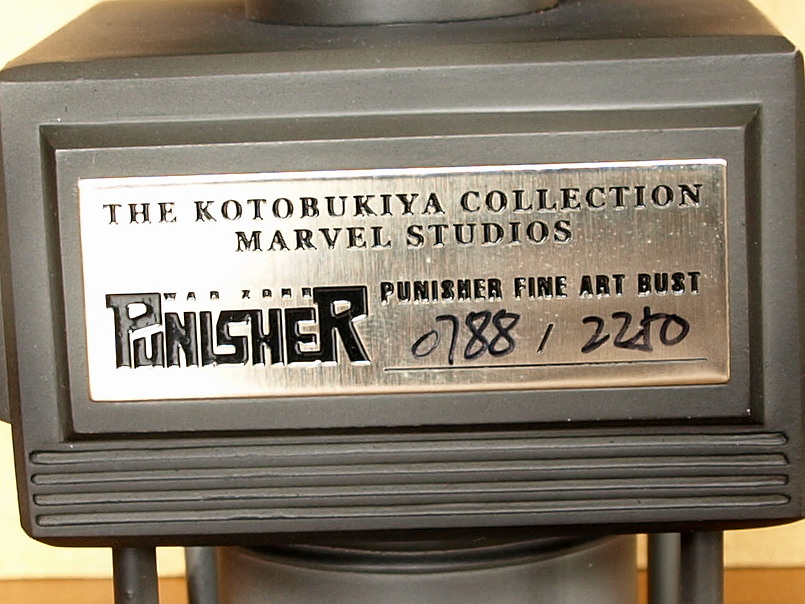 THE KOTOBUKIYA COLLECTION
MARVEL STUDIOS
WAR ZONE
PUNISHER
PUNISHER FINE ART BUST
0788 / 2250